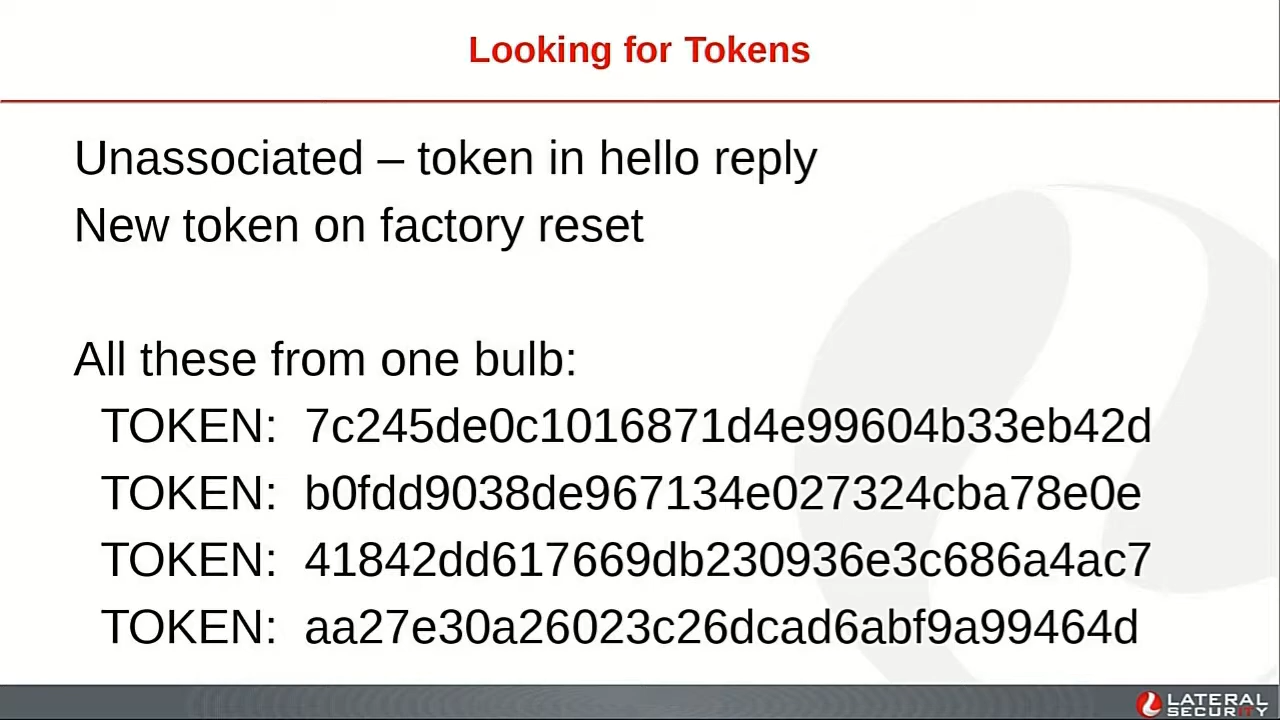 Looking for Tokens
Unassociated – token in hello reply
New token on factory reset
All these from one bulb:
TOKEN: 7c245de0c1016871d4e99604b33eb42d
TOKEN: b0fdd9038de967134e027324cba78e0e
TOKEN: 41842dd617669db230936e3c686a4ac7
TOKEN: aa27e30a26023c26dcad6abf9a99464d
LATERAL
SECURITY